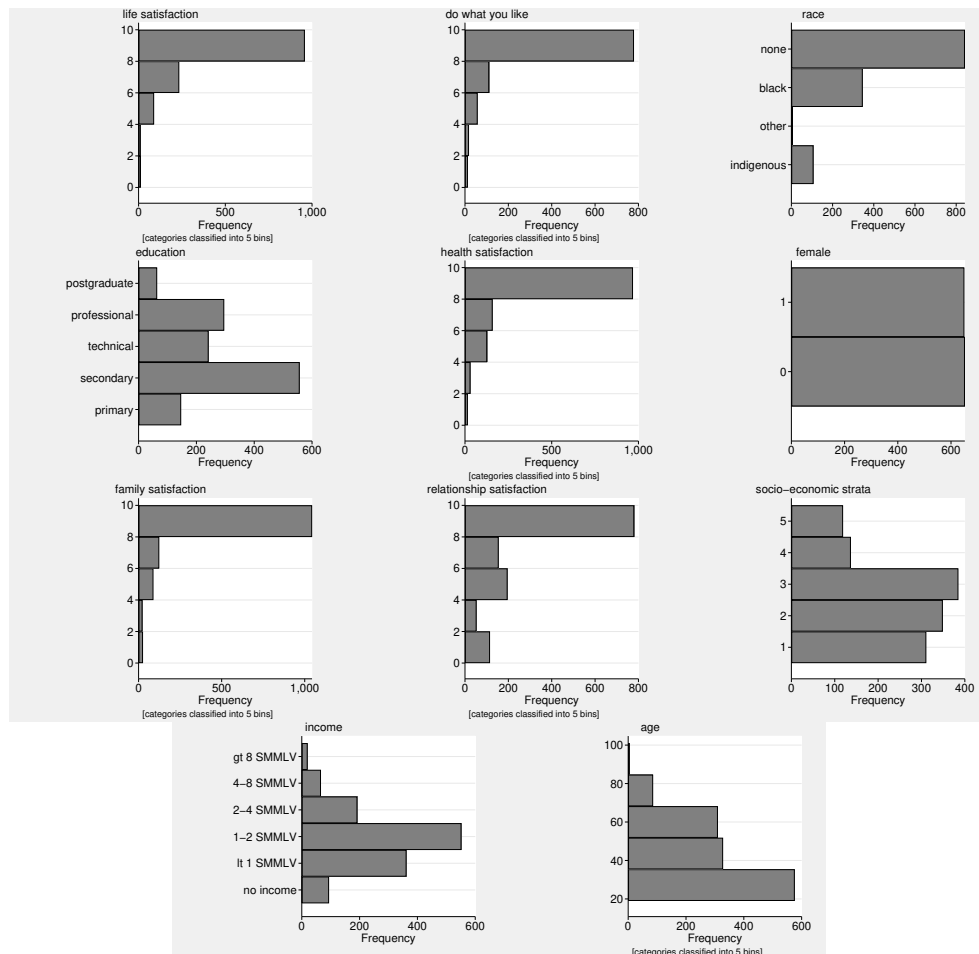 life satisfaction
10
8
6
4
2
0
0 500 1,000
Frequency
[categories classified into 5 bins]
do what you like
10
8
6
4
2
0
0 200 400 600 800
Frequency
[categories classified into 5 bins]
race
none
black
other
indigenous
0 200 400 600 800
Frequency
education
postgraduate
professional
technical
secondary
primary
0 200 400 600
Frequency
health satisfaction
10
8
6
4
2
0
0 500 1,000
Frequency
[categories classified into 5 bins]
female
1
0
0 200 400 600
Frequency
family satisfaction
10
8
6
4
2
0
0 500 1,000
Frequency
[categories classified into 5 bins]
relationship satisfaction
10
8
6
4
2
0
0 200 400 600 800
Frequency
[categories classified into 5 bins]
socio−economic strata
5
4
3
2
1
0 100 200 300 400
Frequency
income
gt 8 SMMLV
4−8 SMMLV
2−4 SMMLV
1−2 SMMLV
lt 1 SMMLV
no income
0 200 400 600
Frequency
age
100
80
60
40
20
0 200 400 600
Frequency
[categories classified into 5 bins]